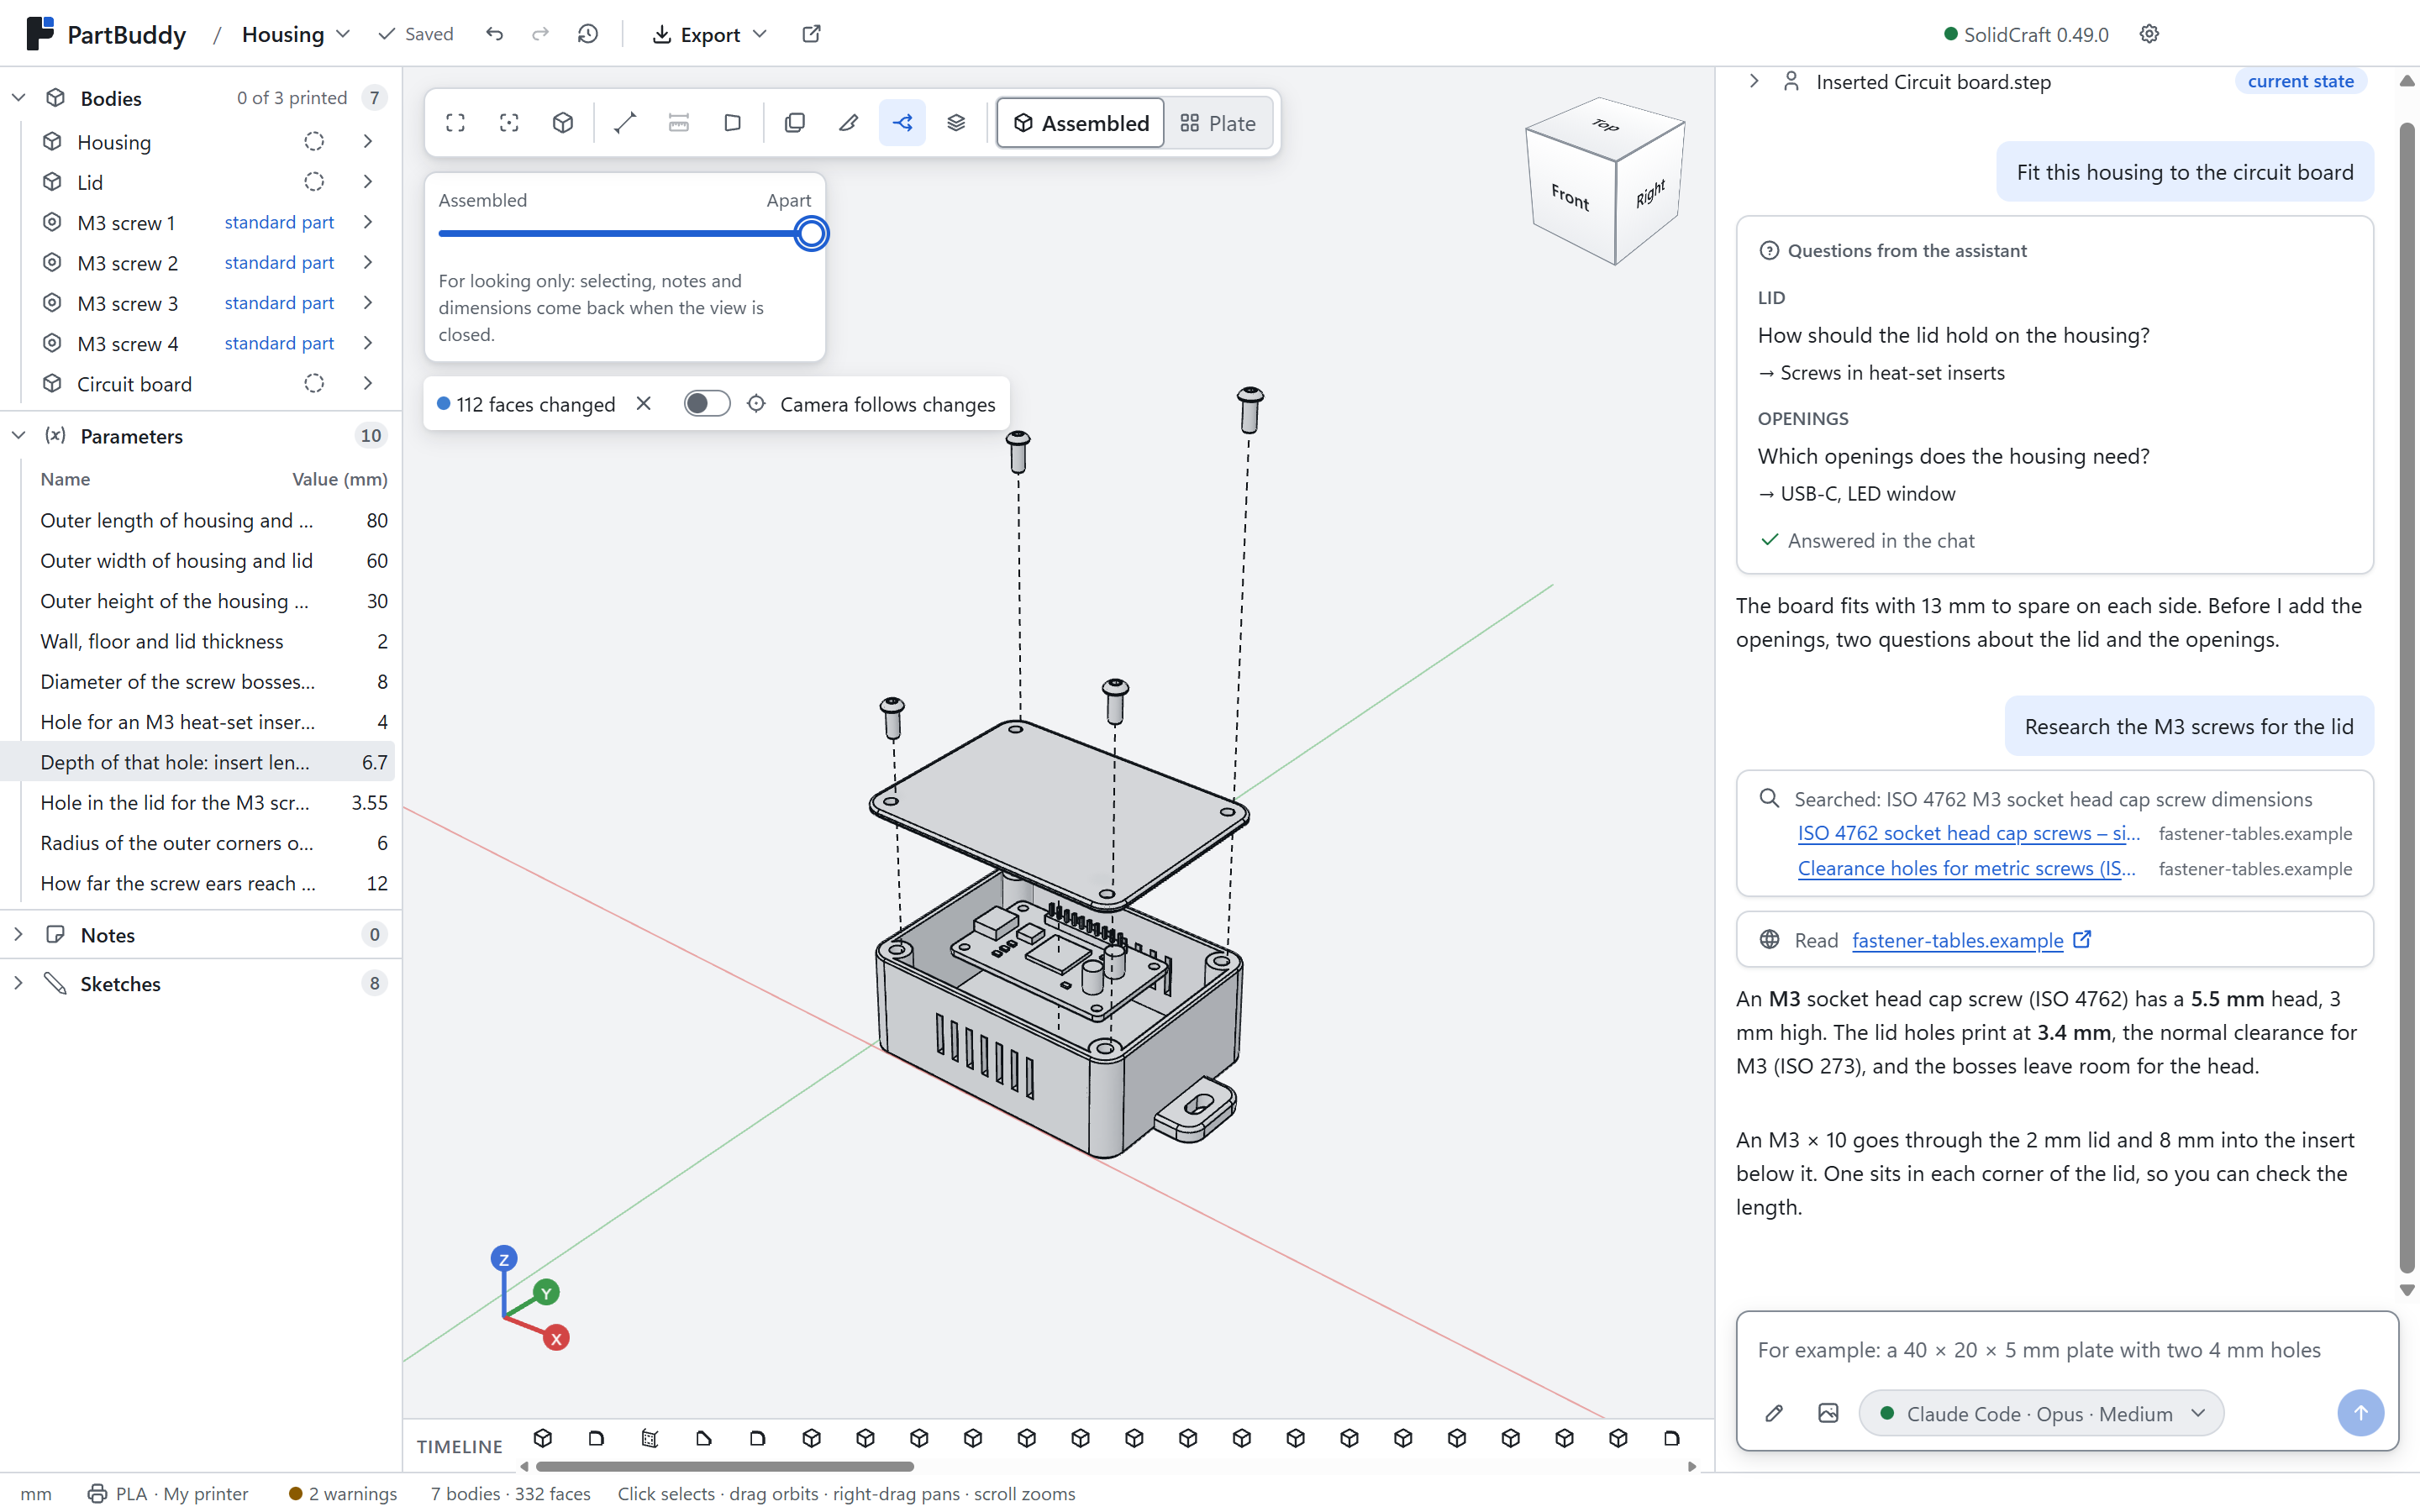 PartBuddy / Housing Saved Export SolidCraft 0.49.0
Bodies 0 of 3 printed 7
Housing
Lid
M3 screw 1 standard part
M3 screw 2 standard part
M3 screw 3 standard part
M3 screw 4 standard part
Circuit board
Parameters 10
Name Value (mm)
Outer length of housing and ... 80
Outer width of housing and lid 60
Outer height of the housing ... 30
Wall, floor and lid thickness 2
Diameter of the screw bosses... 8
Hole for an M3 heat-set inser... 4
Depth of that hole: insert len... 6.7
Hole in the lid for the M3 scr... 3.55
Radius of the outer corners o... 6
How far the screw ears reach ... 12
Notes 0
Sketches 8
Assembled Plate
Assembled Apart
For looking only: selecting, notes and
dimensions come back when the view is
closed.
112 faces changed Camera follows changes
Top
Front Right
Z
Y
X
TIMELINE
Inserted Circuit board.step current state
Fit this housing to the circuit board
Questions from the assistant
LID
How should the lid hold on the housing?
→ Screws in heat-set inserts
OPENINGS
Which openings does the housing need?
→ USB-C, LED window
Answered in the chat
The board fits with 13 mm to spare on each side. Before I add the
openings, two questions about the lid and the openings.
Research the M3 screws for the lid
Searched: ISO 4762 M3 socket head cap screw dimensions
ISO 4762 socket head cap screws – si... fastener-tables.example
Clearance holes for metric screws (IS... fastener-tables.example
Read fastener-tables.example
An M3 socket head cap screw (ISO 4762) has a 5.5 mm head, 3
mm high. The lid holes print at 3.4 mm, the normal clearance for
M3 (ISO 273), and the bosses leave room for the head.
An M3 × 10 goes through the 2 mm lid and 8 mm into the insert
below it. One sits in each corner of the lid, so you can check the
length.
For example: a 40 × 20 × 5 mm plate with two 4 mm holes
Claude Code · Opus · Medium
mm PLA · My printer 2 warnings 7 bodies · 332 faces Click selects · drag orbits · right-drag pans · scroll zooms